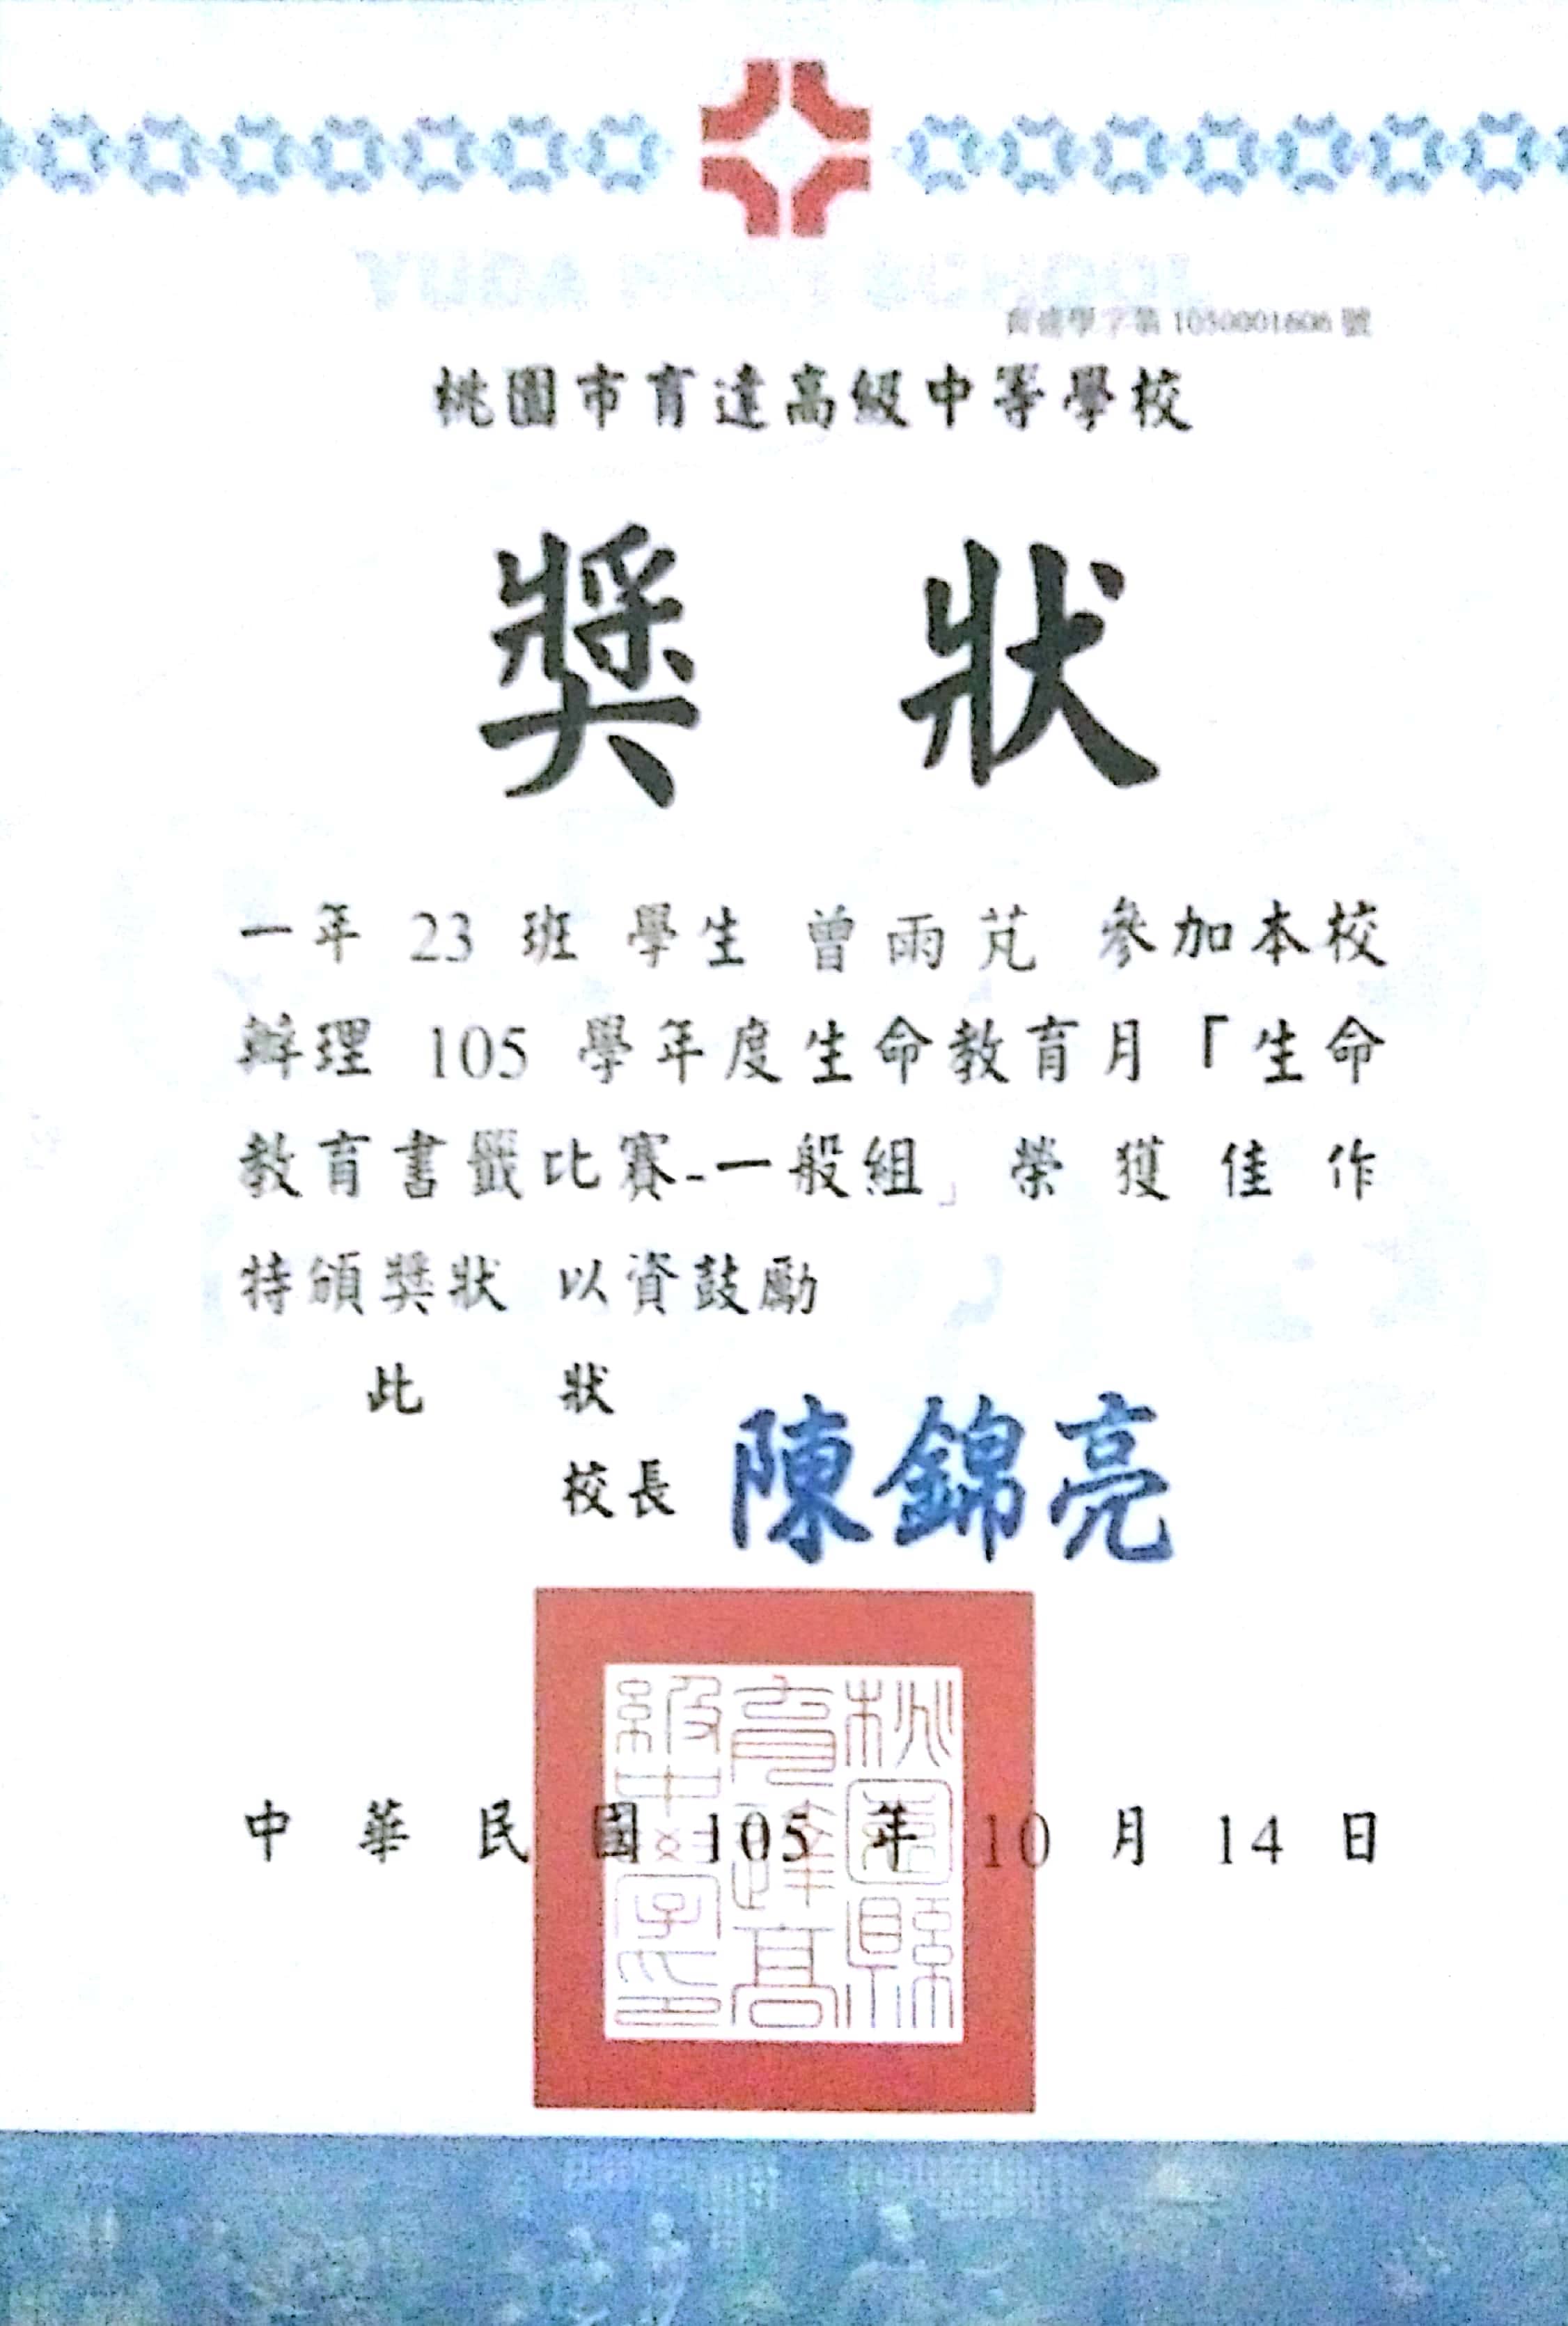 YUDA HIGH SCHOOL
育達學字第 1050001606 號
桃園市育達高級中等學校
獎狀
一年 23 班 學生 曾雨芃 參加本校
辦理 105 學年度生命教育月「生命
教育書籤比賽-一般組」榮獲佳作
特頒獎狀 以資鼓勵
此狀
校長 陳錦亮
桃園縣育達高級中學印
中華民國 105 年 10 月 14 日